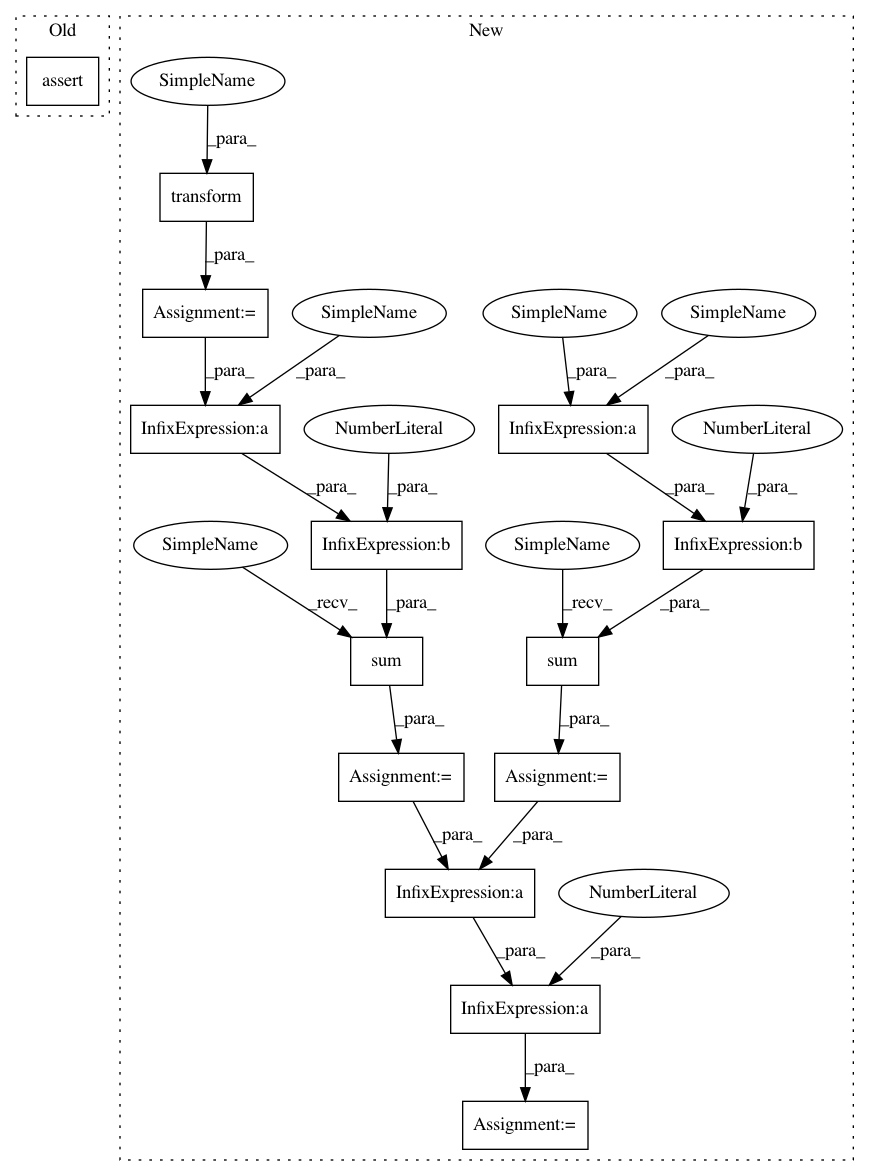 Old
New
assert
SimpleName
_para_
transform
_para_
Assignment:=
SimpleName
SimpleName
SimpleName
_para_
_para_
_para_
_para_
InfixExpression:a
NumberLiteral
InfixExpression:a
NumberLiteral
_para_
_para_
_para_
_para_
SimpleName
InfixExpression:b
SimpleName
InfixExpression:b
_recv_
_para_
_recv_
_para_
sum
sum
_para_
_para_
Assignment:=
Assignment:=
_para_
_para_
InfixExpression:a
NumberLiteral
_para_
_para_
InfixExpression:a
_para_
Assignment:=